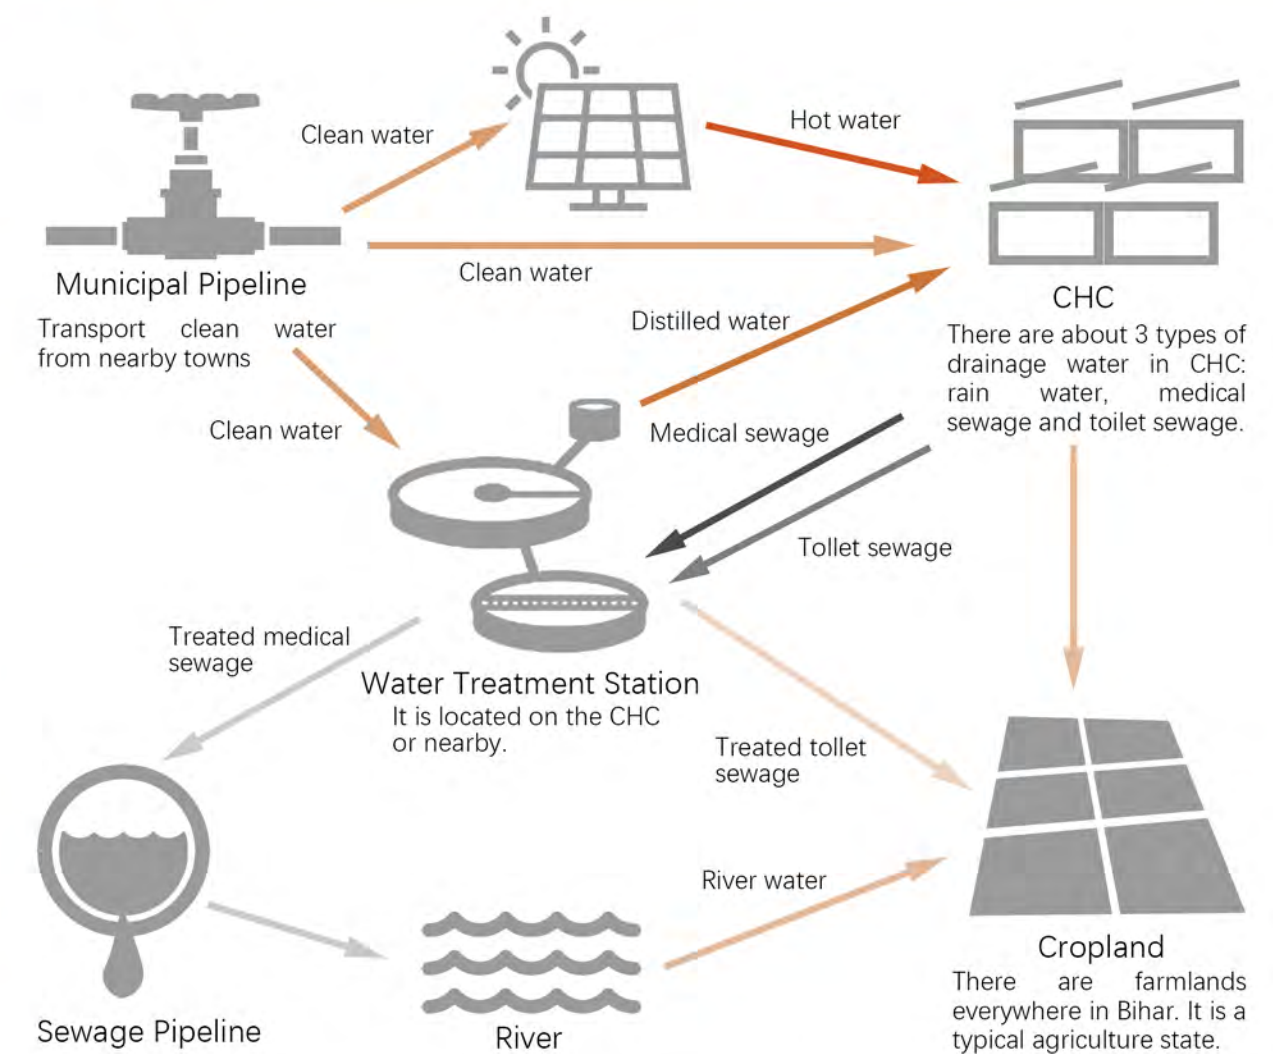 Clean water
Hot water
Municipal Pipeline
Transport clean water
from nearby towns
Clean water
CHC
There are about 3 types of
drainage water in CHC:
rain water, medical
sewage and toilet sewage.
Distilled water
Clean water
Medical sewage
Tollet sewage
Treated medical
sewage
Water Treatment Station
It is located on the CHC
or nearby.
Treated tollet
sewage
River water
Sewage Pipeline
River
Cropland
There are farmlands
everywhere in Bihar. It is a
typical agriculture state.